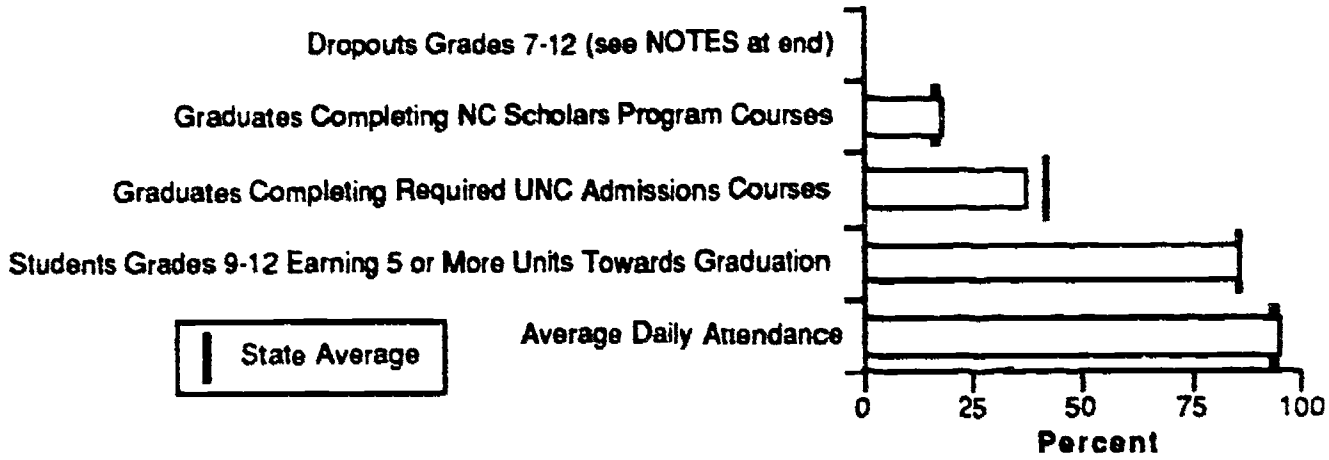 Dropouts Grades 7-12 (see NOTES at end)
Graduates Completing NC Scholars Program Courses
Graduates Completing Required UNC Admissions Courses
Students Grades 9-12 Earning 5 or More Units Towards Graduation
Average Daily Attendance
State Average
0 25 50 75 100
Percent